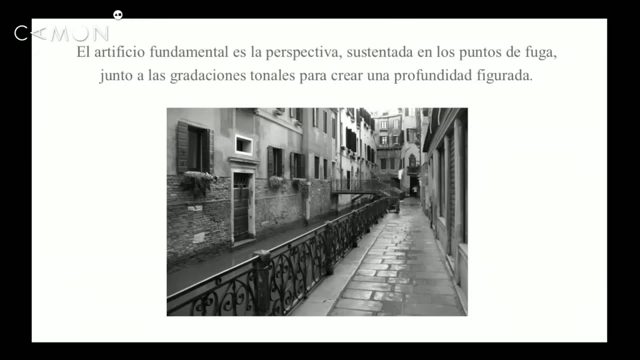 CAMON
El artificio fundamental es la perspectiva, sustentada en los puntos de fuga,
junto a las gradaciones tonales para crear una profundidad figurada.